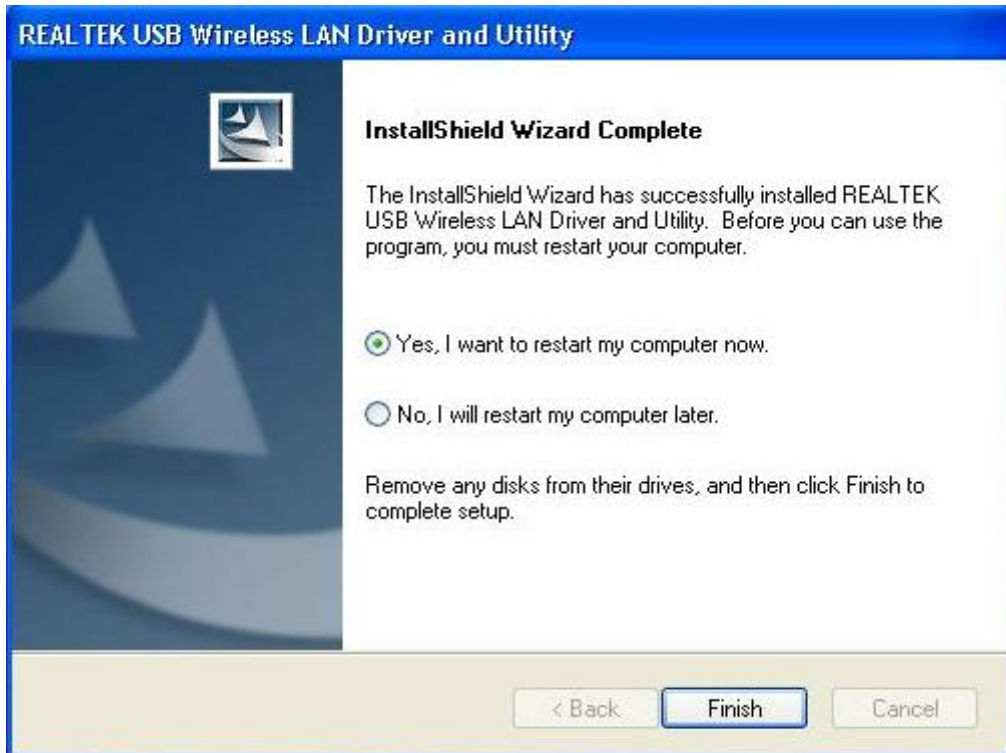 REALTEK USB Wireless LAN Driver and Utility
InstallShield Wizard Complete
The InstallShield Wizard has successfully installed REALTEK
USB Wireless LAN Driver and Utility. Before you can use the
program, you must restart your computer.
Yes, I want to restart my computer now.
No, I will restart my computer later.
Remove any disks from their drives, and then click Finish to
complete setup.
< Back Finish Cancel